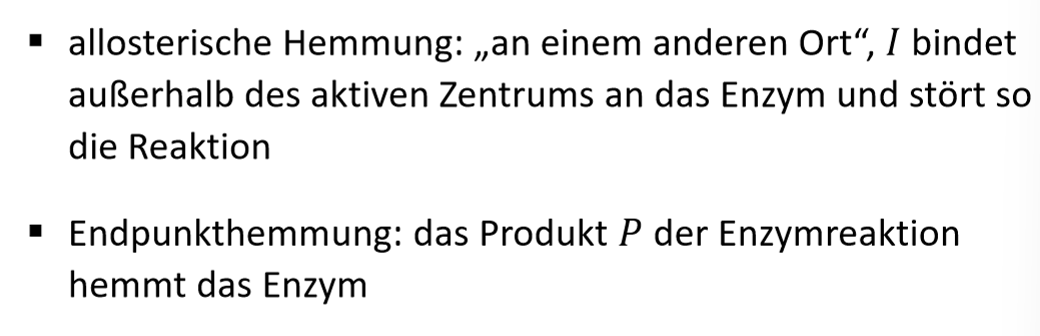 ▪ allosterische Hemmung: „an einem anderen Ort“, I bindet
außerhalb des aktiven Zentrums an das Enzym und stört so
die Reaktion
▪ Endpunkthemmung: das Produkt P der Enzymreaktion
hemmt das Enzym